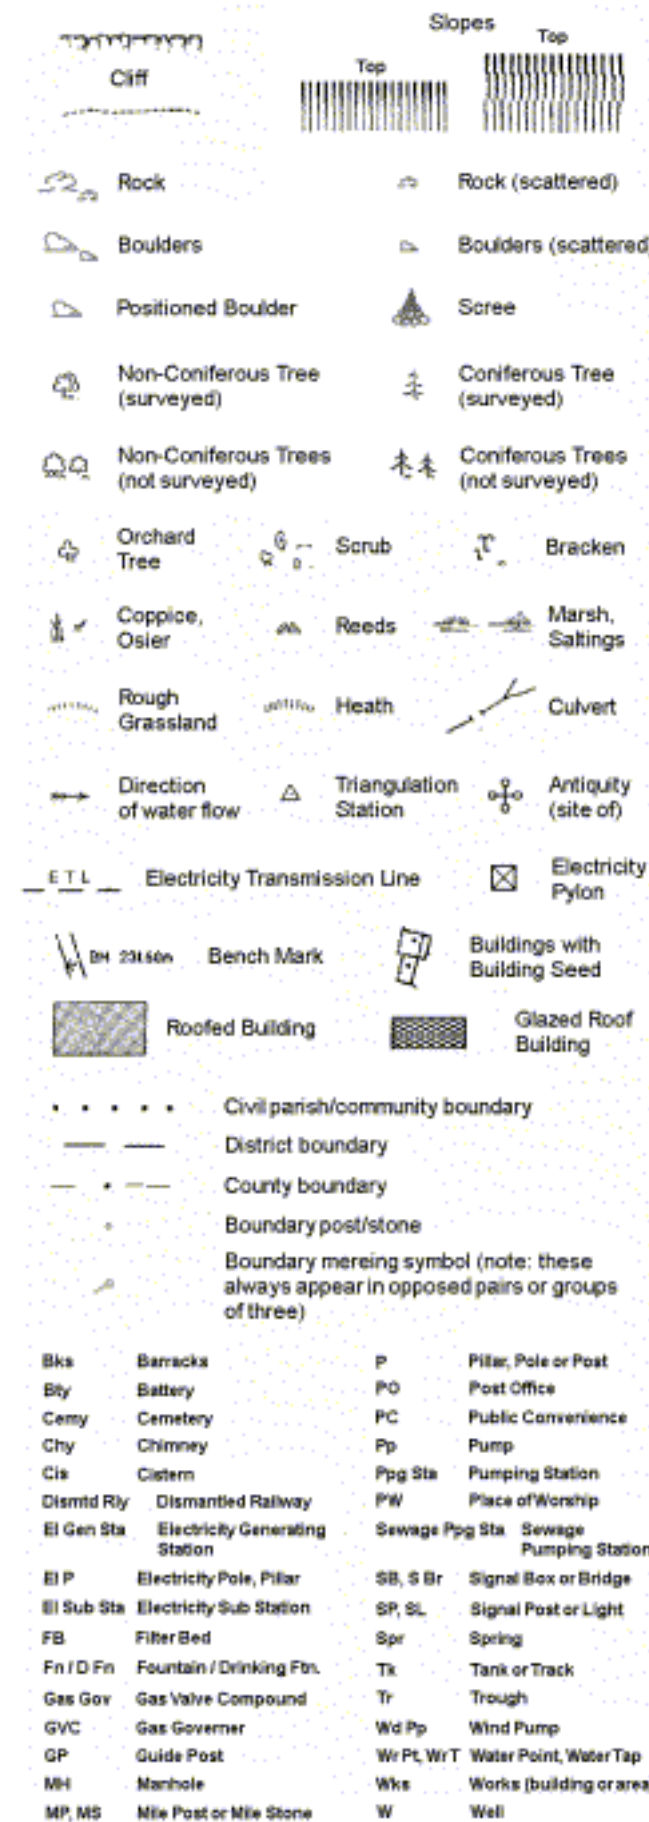 Slopes
Top
Top
Cliff
Rock
Rock (scattered)
Boulders
Boulders (scattered)
Positioned Boulder
Scree
Non-Coniferous Tree
(surveyed)
Coniferous Tree
(surveyed)
Non-Coniferous Trees
(not surveyed)
Coniferous Trees
(not surveyed)
Orchard
Tree
Scrub
Bracken
Coppice,
Osier
Reeds
Marsh,
Saltings
Rough
Grassland
Heath
Culvert
Direction
of water flow
Triangulation
Station
Antiquity
(site of)
E T L Electricity Transmission Line
Electricity
Pylon
BM 231.60m Bench Mark
Buildings with
Building Seed
Roofed Building
Glazed Roof
Building
Civil parish/community boundary
District boundary
County boundary
Boundary post/stone
Boundary mereing symbol (note: these
always appear in opposed pairs or groups
of three)
Bks Barracks P Pillar, Pole or Post
Bty Battery PO Post Office
Cemy Cemetery PC Public Convenience
Chy Chimney Pp Pump
Cis Cistern Ppg Sta Pumping Station
Dismtd Rly Dismantled Railway PW Place of Worship
El Gen Sta Electricity Generating
Station
Sewage Ppg Sta Sewage
Pumping Station
El P Electricity Pole, Pillar SB, S Br Signal Box or Bridge
El Sub Sta Electricity Sub Station SP, SL Signal Post or Light
FB Filter Bed Spr Spring
Fn / D Fn Fountain / Drinking Ftn. Tk Tank or Track
Gas Gov Gas Valve Compound Tr Trough
GVC Gas Governer Wd Pp Wind Pump
GP Guide Post Wr Pt, Wr T Water Point, Water Tap
MH Manhole Wks Works (building or area
MP, MS Mile Post or Mile Stone W Well